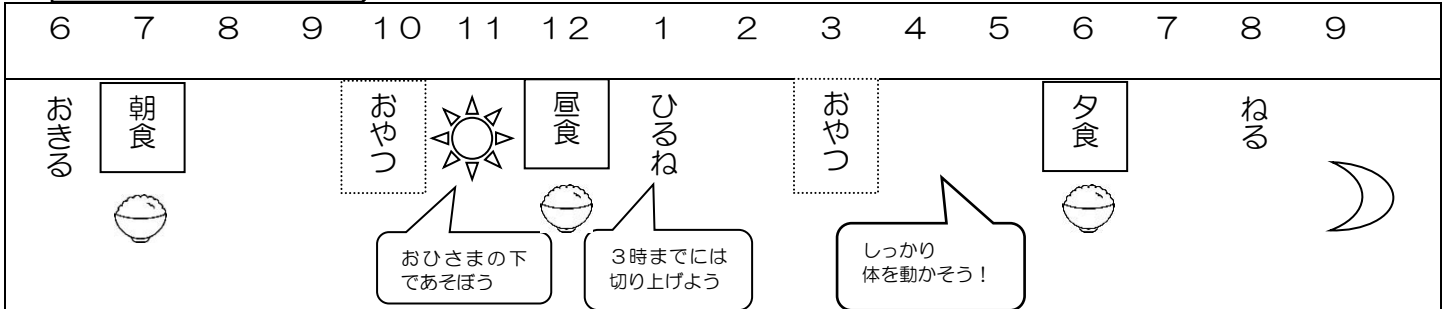 ６ ７ ８ ９ １０ １１ １２ １ ２ ３ ４ ５ ６ ７ ８ ９
おきる
朝食
おやつ
昼食
ひるね
おやつ
夕食
ねる
おひさまの下
であそぼう
３時までには
切り上げよう
しっかり
体を動かそう！